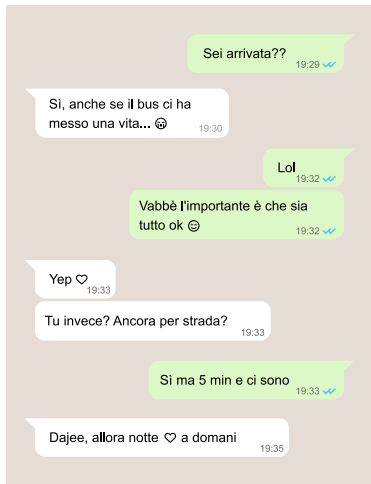 Sei arrivata??
19:29
Sì, anche se il bus ci ha
messo una vita... 😭
19:30
Lol
19:32
Vabbè l'importante è che sia
tutto ok ☺
19:32
Yep ♡
19:33
Tu invece? Ancora per strada?
19:33
Sì ma 5 min e ci sono
19:33
Dajee, allora notte ♡ a domani
19:35